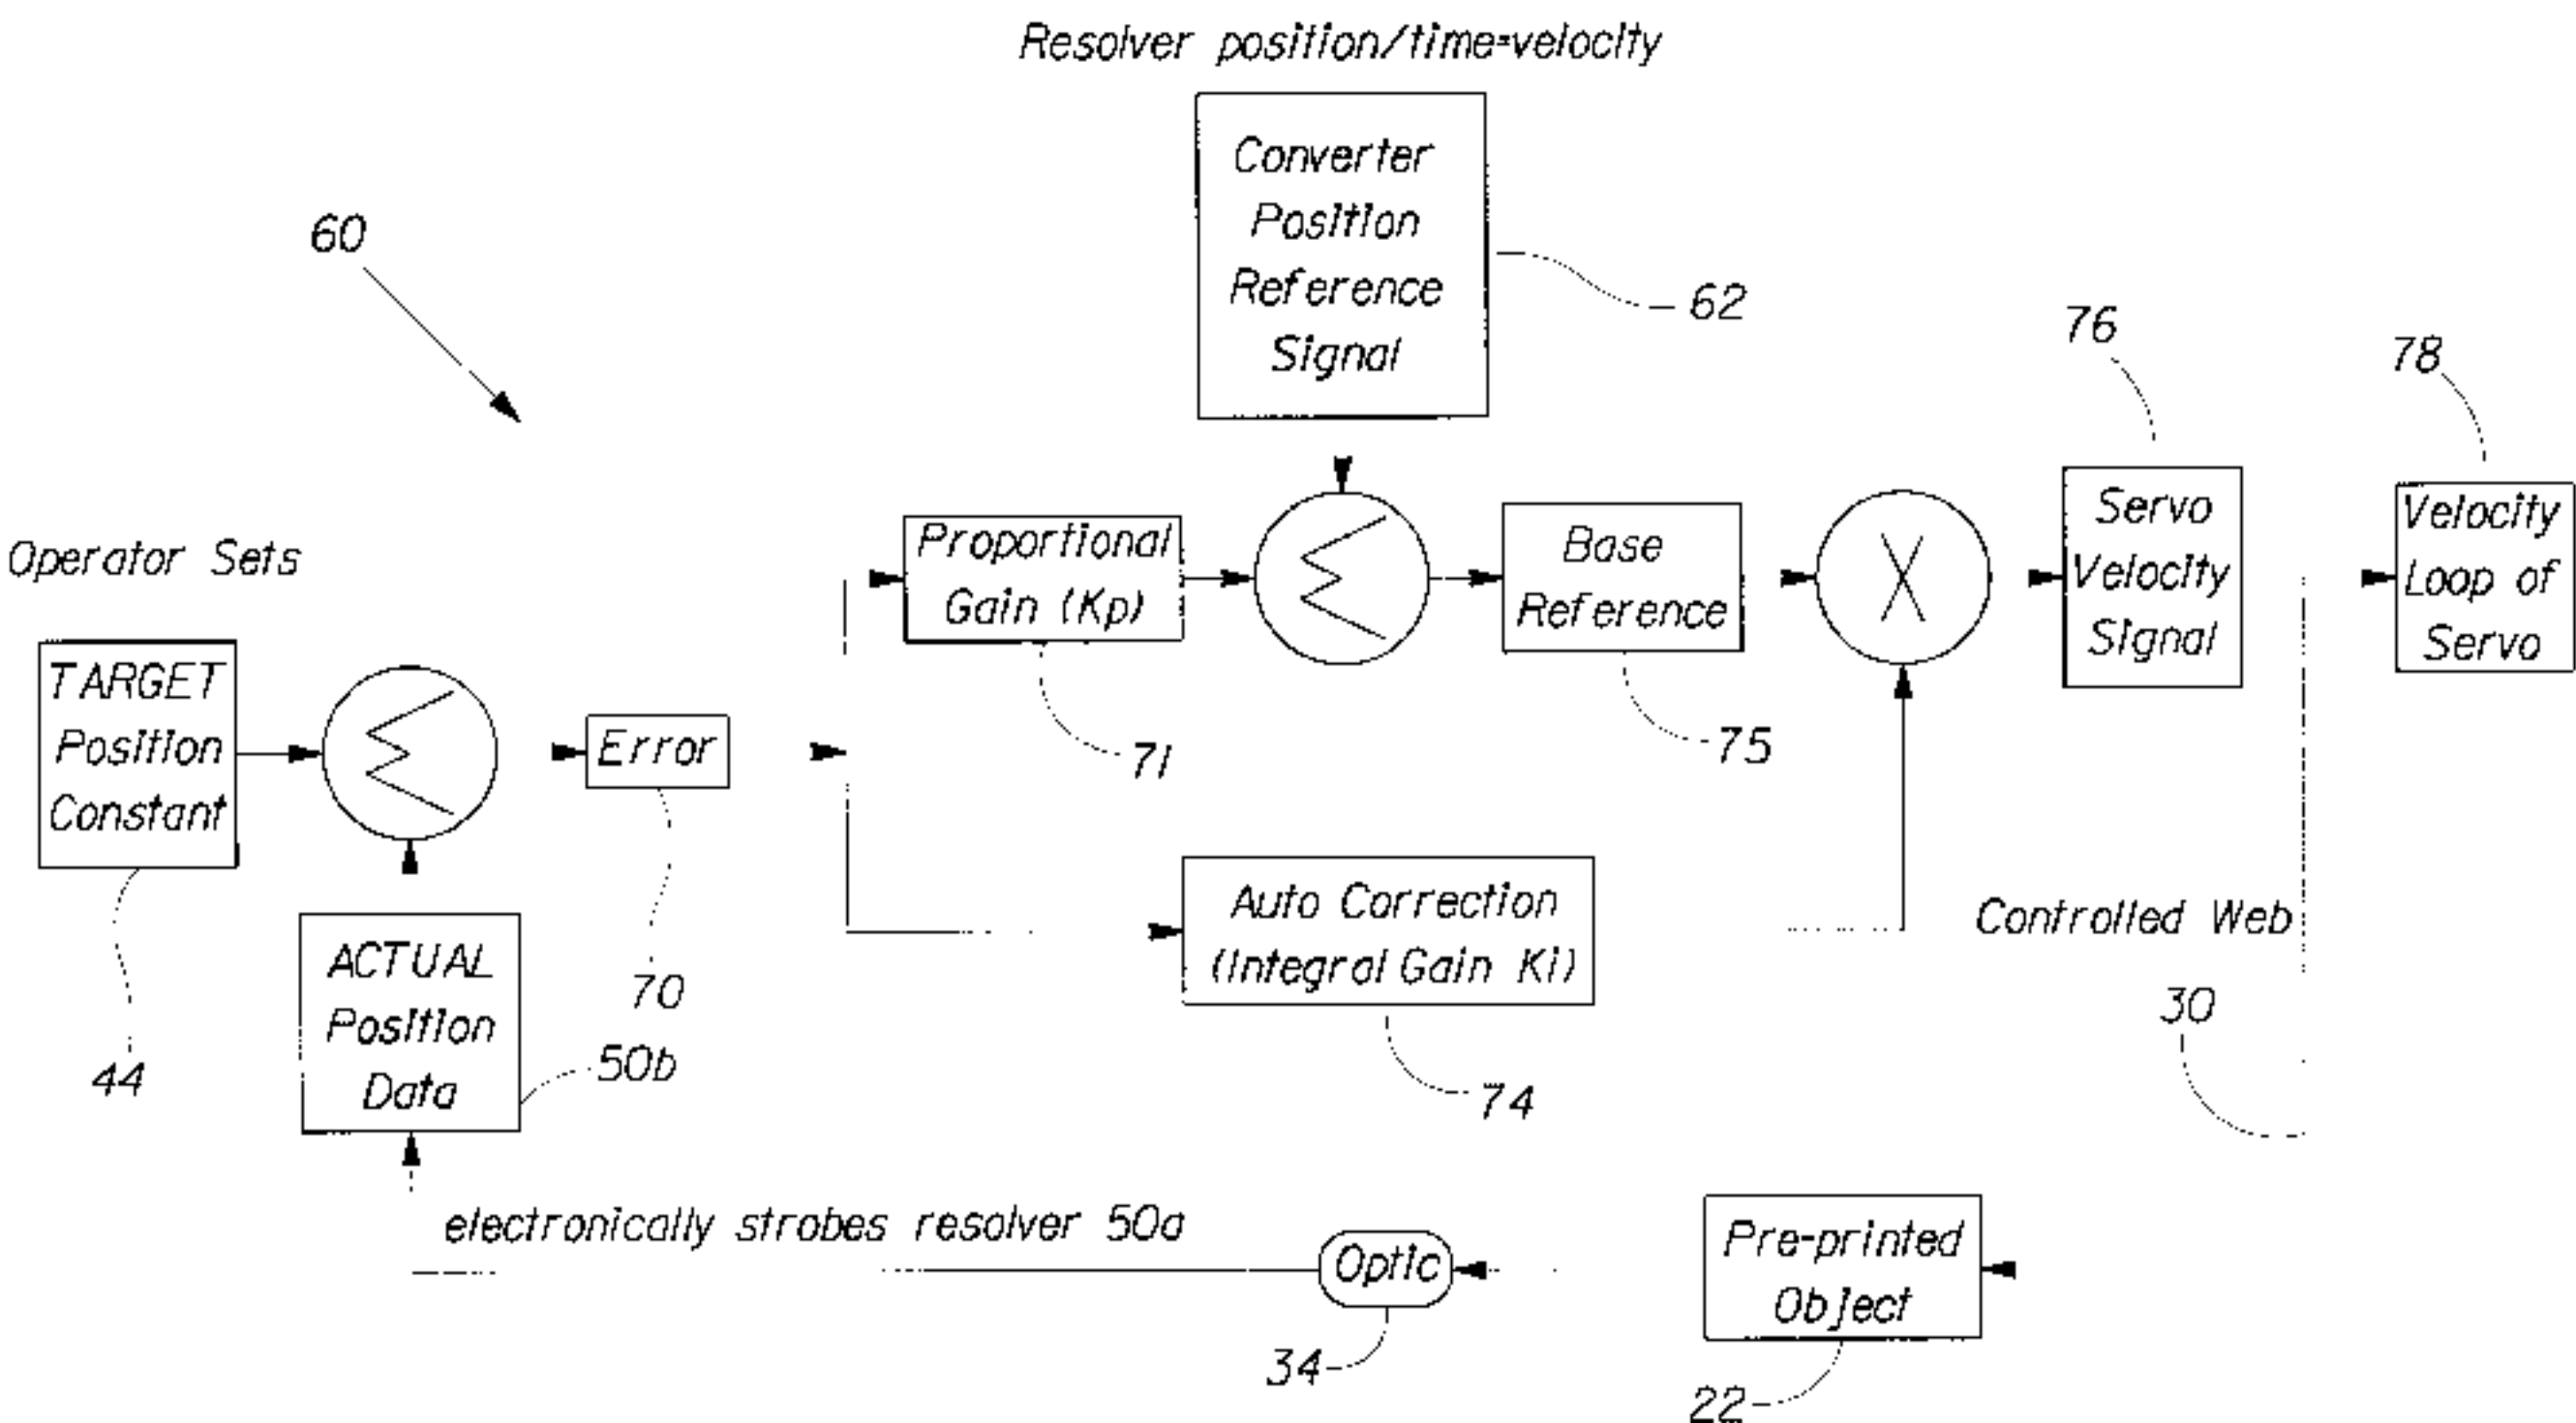 Resolver position/time=velocity
Converter
Position
Reference
Signal
60
62
76
78
Operator Sets
TARGET
Position
Constant
Error
Proportional
Gain (Kp)
Base
Reference
X
Servo
Velocity
Signal
Velocity
Loop of
Servo
71
75
ACTUAL
Position
Data
70
44
50b
Auto Correction
(Integral Gain Ki)
74
Controlled Web
30
electronically strobes resolver 50a
Optic
34
Pre-printed
Object
22